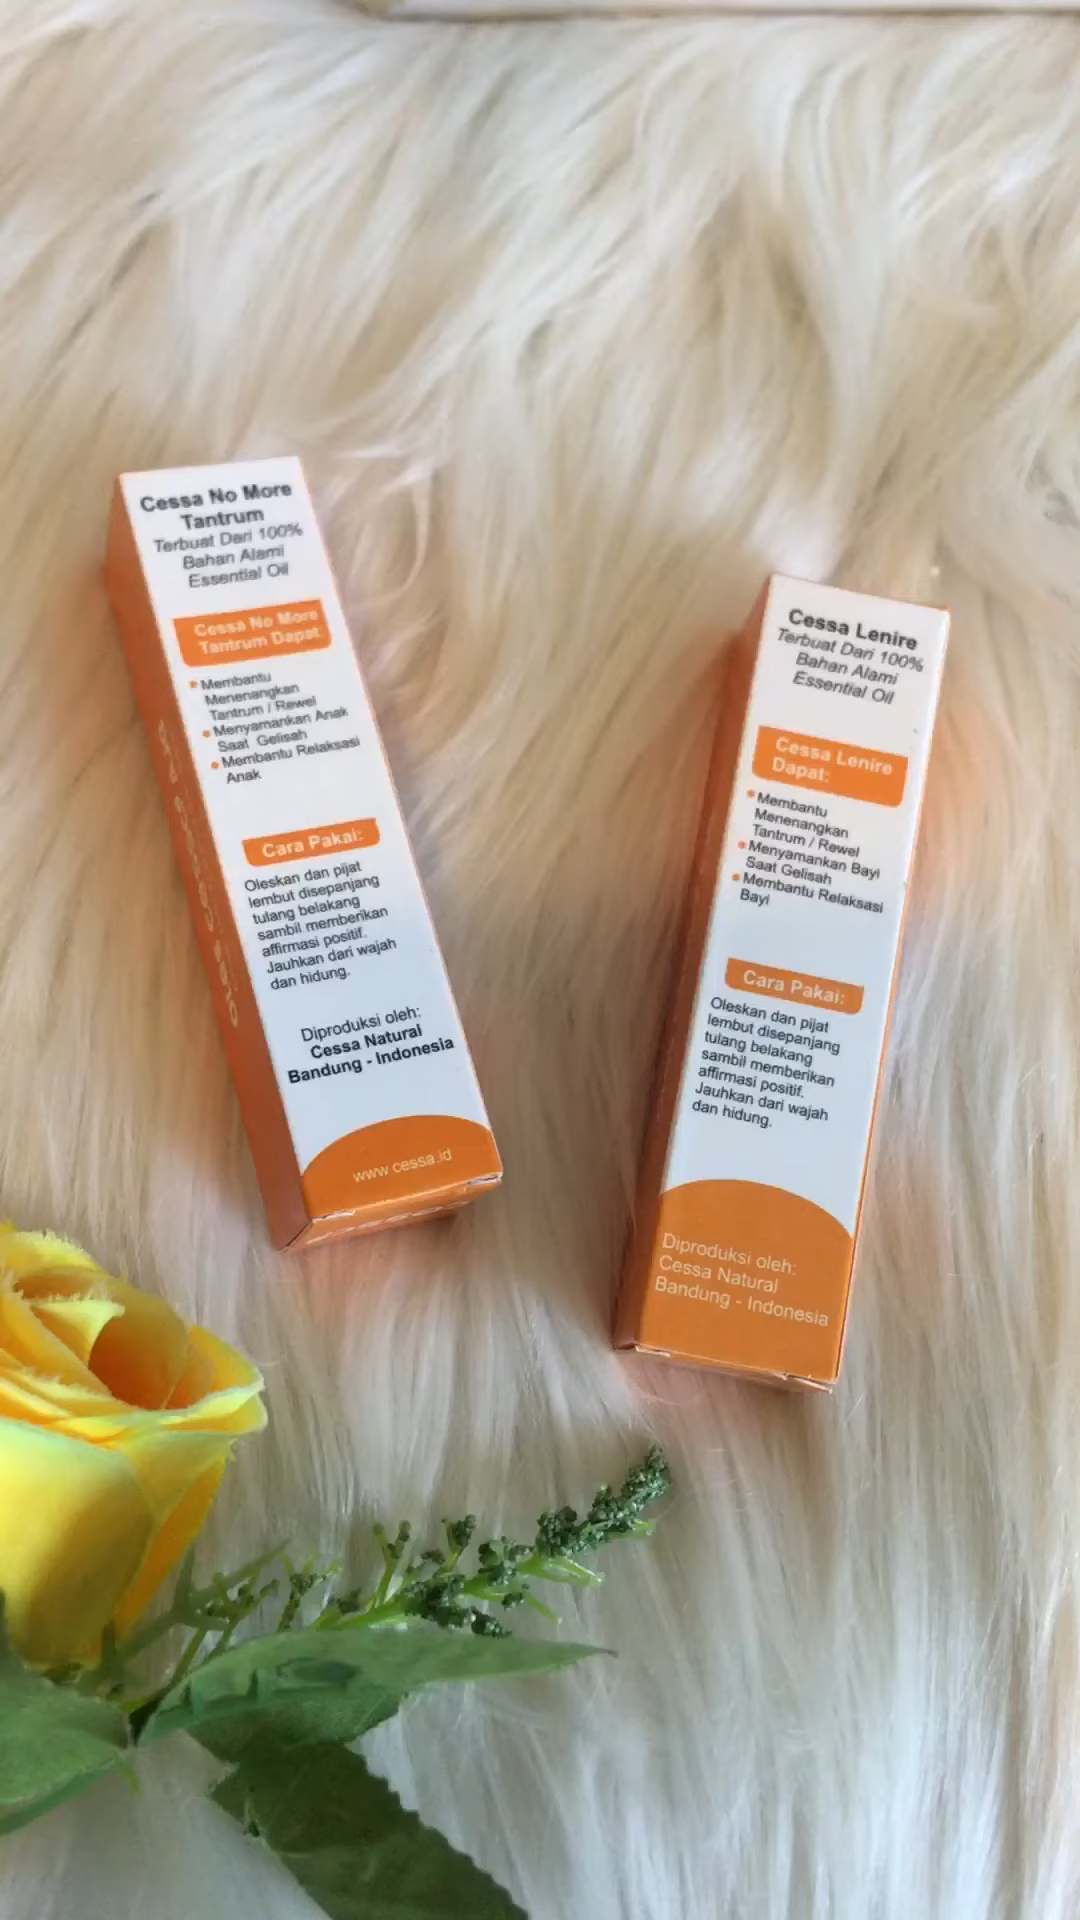 Cessa No More
Tantrum
Terbuat Dari 100%
Bahan Alami
Essential Oil
Cessa No More
Tantrum Dapat:
Membantu
Menenangkan
Tantrum / Rewel
Menyamankan Anak
Saat Gelisah
Membantu Relaksasi
Anak
Cara Pakai:
Oleskan dan pijat
lembut disepanjang
tulang belakang
sambil memberikan
affirmasi positif.
Jauhkan dari wajah
dan hidung.
Diproduksi oleh:
Cessa Natural
Bandung - Indonesia
www.cessa.id
Cessa Lenire
Terbuat Dari 100%
Bahan Alami
Essential Oil
Cessa Lenire
Dapat:
Membantu
Menenangkan
Tantrum / Rewel
Menyamankan Bayi
Saat Gelisah
Membantu Relaksasi
Bayi
Cara Pakai:
Oleskan dan pijat
lembut disepanjang
tulang belakang
sambil memberikan
affirmasi positif.
Jauhkan dari wajah
dan hidung.
Diproduksi oleh:
Cessa Natural
Bandung - Indonesia